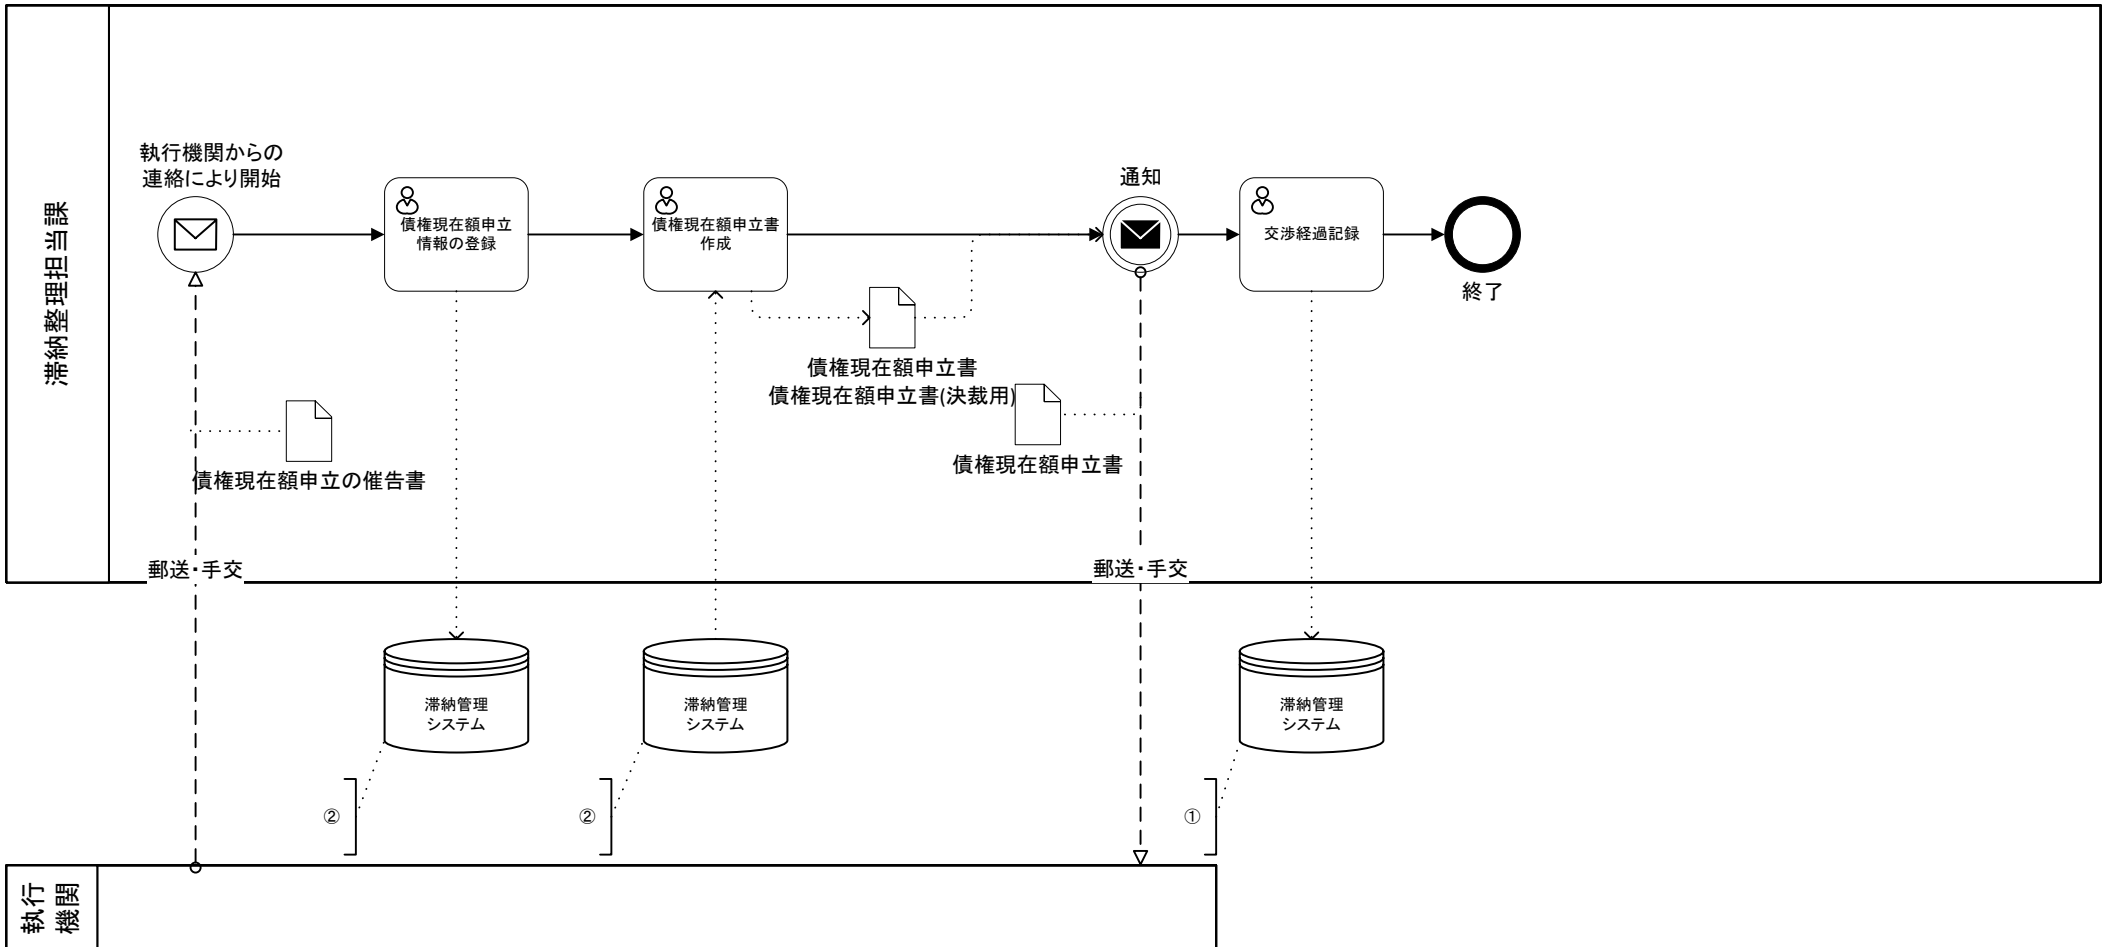 滞納整理担当課
執行機関からの
連絡により開始
債権現在額申立
情報の登録
債権現在額申立書
作成
通知
交渉経過記録
終了
債権現在額申立書
債権現在額申立書(決裁用)
債権現在額申立の催告書
債権現在額申立書
郵送・手交
郵送・手交
滞納管理
システム
滞納管理
システム
滞納管理
システム
②
②
①
執行
機関